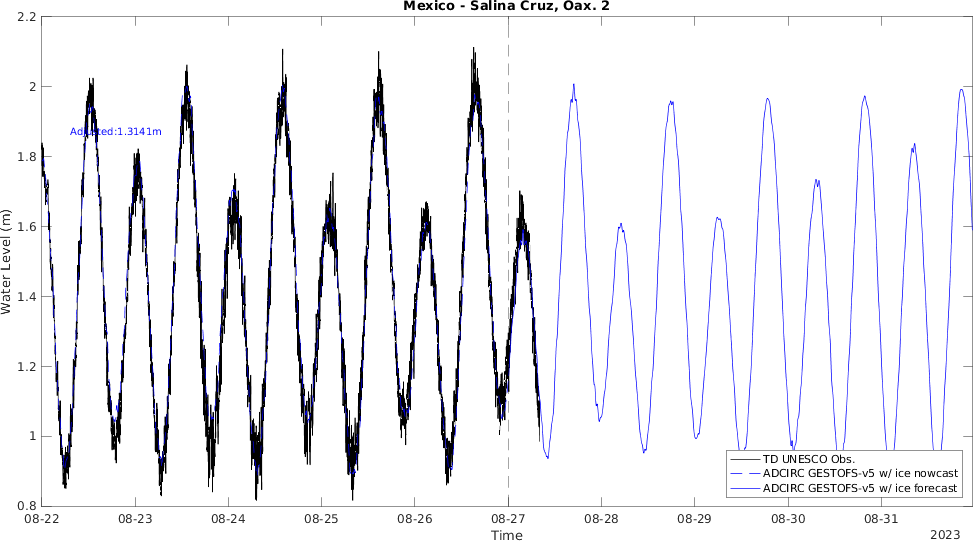 Mexico - Salina Cruz, Oax. 2
2.2
2
1.8
1.6
1.4
1.2
1
0.8
Water Level (m)
Adjusted:1.3141m
TD UNESCO Obs.
ADCIRC GESTOFS-v5 w/ ice nowcast
ADCIRC GESTOFS-v5 w/ ice forecast
08-22 08-23 08-24 08-25 08-26 08-27 08-28 08-29 08-30 08-31
Time
2023